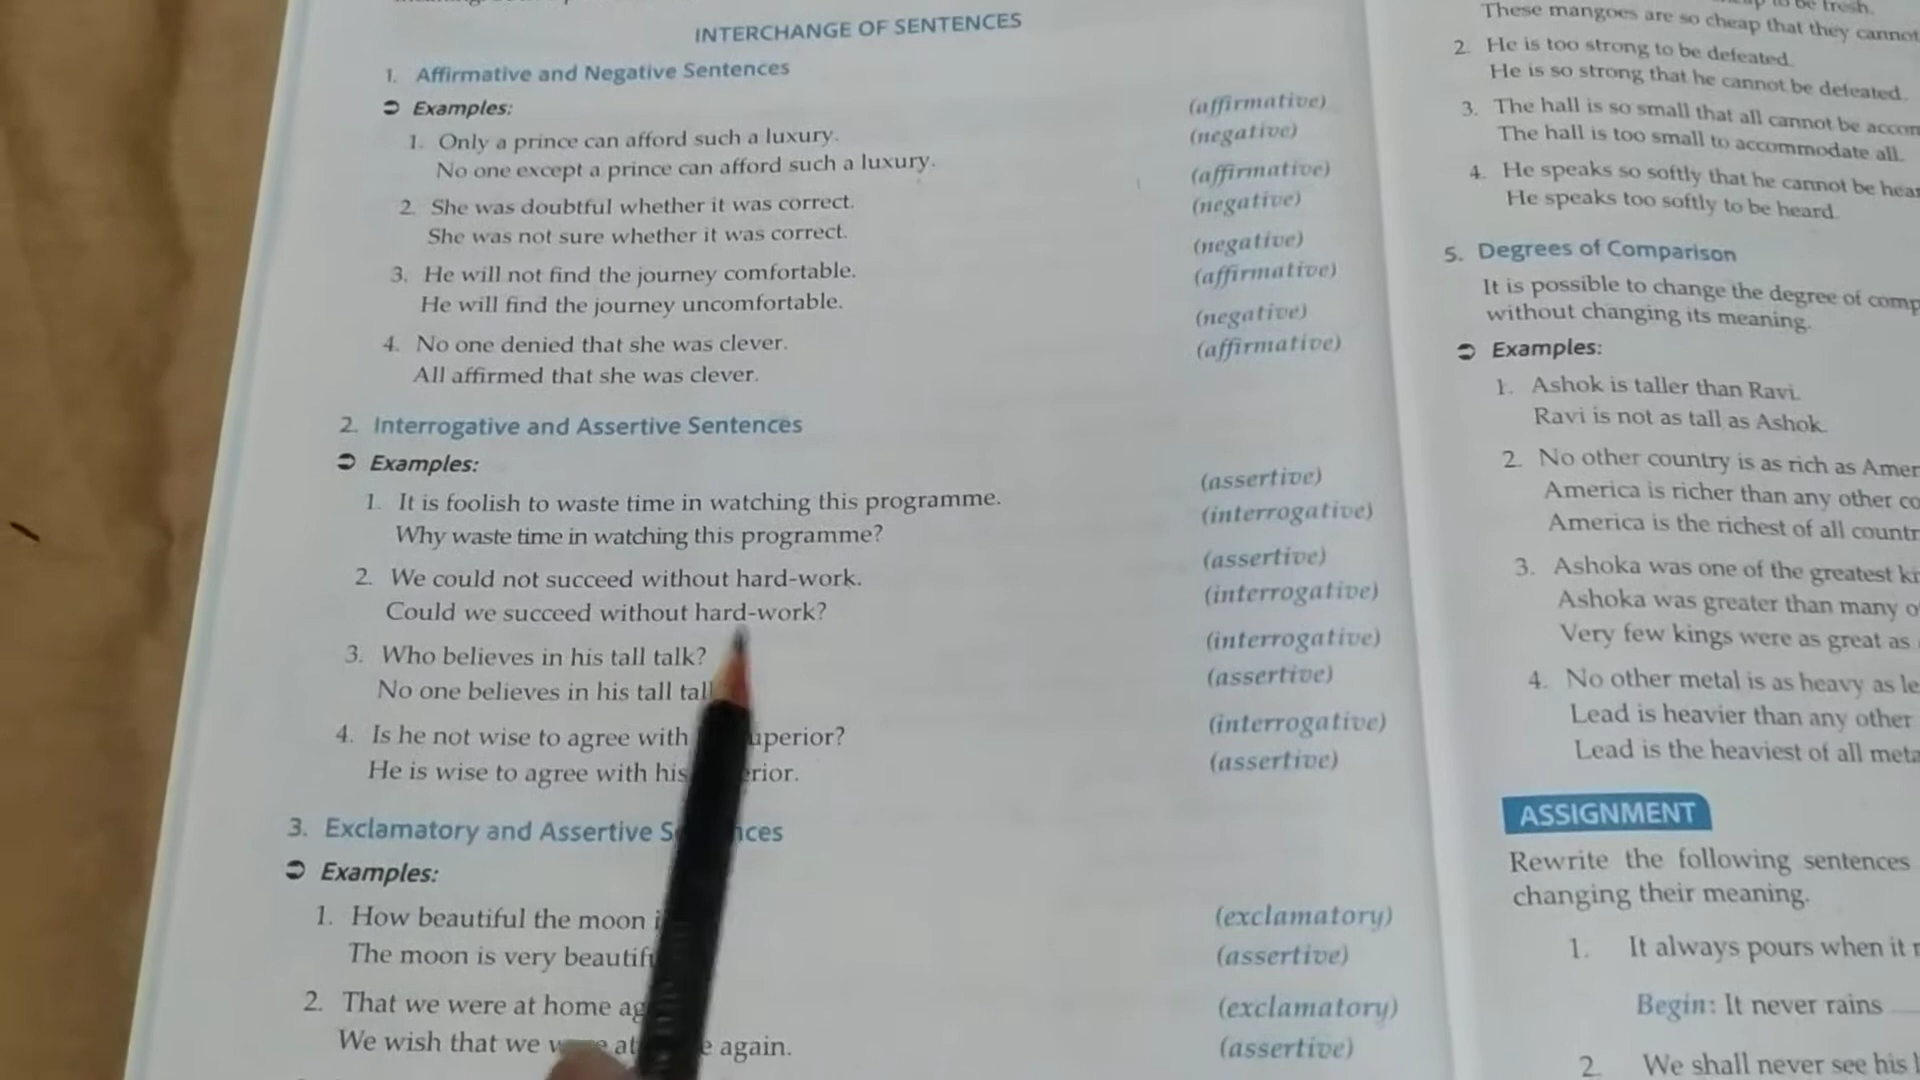 INTERCHANGE OF SENTENCES
1. Affirmative and Negative Sentences
Examples:
1. Only a prince can afford such a luxury. (affirmative)
No one except a prince can afford such a luxury. (negative)
2. She was doubtful whether it was correct. (affirmative)
She was not sure whether it was correct. (negative)
3. He will not find the journey comfortable. (negative)
He will find the journey uncomfortable. (affirmative)
4. No one denied that she was clever. (negative)
All affirmed that she was clever. (affirmative)
2. Interrogative and Assertive Sentences
Examples:
1. It is foolish to waste time in watching this programme. (assertive)
Why waste time in watching this programme? (interrogative)
2. We could not succeed without hard-work. (assertive)
Could we succeed without hard-work? (interrogative)
3. Who believes in his tall talk? (interrogative)
No one believes in his tall (assertive)
4. Is he not wise to agree with superior? (interrogative)
He is wise to agree with his (assertive)
3. Exclamatory and Assertive
Examples:
1. How beautiful the moon (exclamatory)
The moon is very (assertive)
2. That we were at home (exclamatory)
We wish that we at again. (assertive)
to be fresh.
These mangoes are so cheap that they cannot
2. He is too strong to be defeated.
He is so strong that he cannot be defeated.
3. The hall is so small that all cannot be
The hall is too small to accommodate all.
4. He speaks so softly that he cannot be
He speaks too softly to be heard.
5. Degrees of Comparison
It is possible to change the degree of
without changing its meaning.
Examples:
1. Ashok is taller than Ravi.
Ravi is not as tall as Ashok.
2. No other country is as rich as
America is richer than any other
America is the richest of all
3. Ashoka was one of the greatest
Ashoka was greater than many
Very few kings were as great as
4. No other metal is as heavy as
Lead is heavier than any other
Lead is the heaviest of all
ASSIGNMENT
Rewrite the following sentences
changing their meaning.
1. It always pours when it
Begin: It never rains
2. We shall never see his